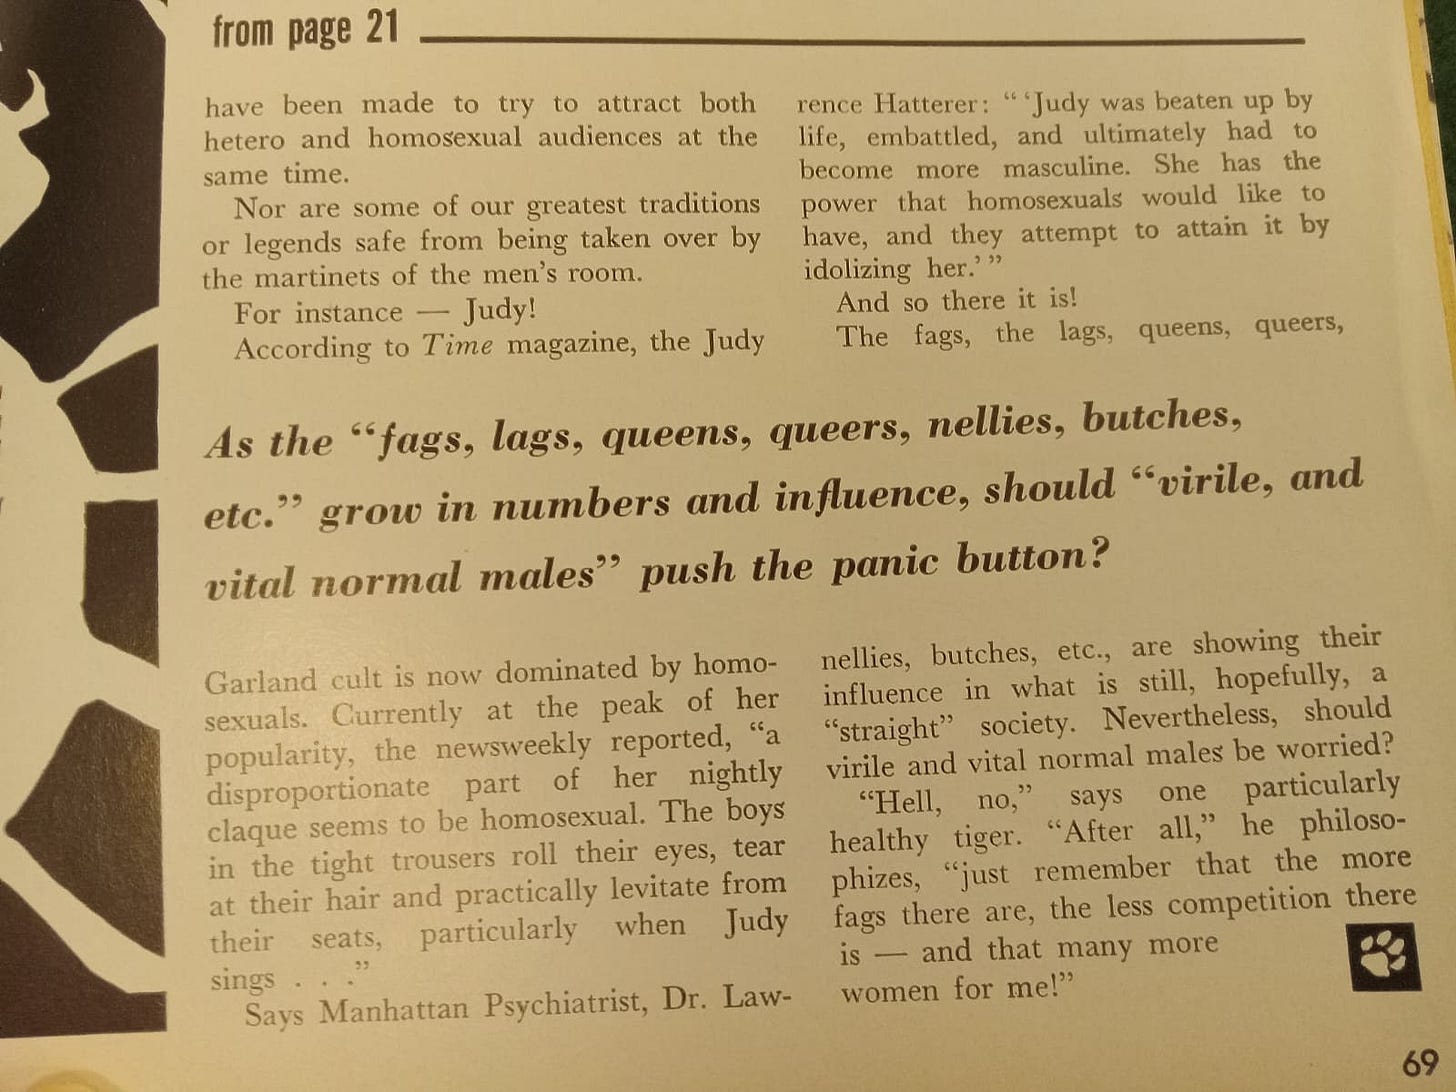 from page 21
have been made to try to attract both
hetero and homosexual audiences at the
same time.
Nor are some of our greatest traditions
or legends safe from being taken over by
the martinets of the men's room.
For instance — Judy!
According to Time magazine, the Judy
rence Hatterer: “ ‘Judy was beaten up by
life, embattled, and ultimately had to
become more masculine. She has the
power that homosexuals would like to
have, and they attempt to attain it by
idolizing her.’ ”
And so there it is!
The fags, the lags, queens, queers,
As the “fags, lags, queens, queers, nellies, butches,
etc.” grow in numbers and influence, should “virile, and
vital normal males” push the panic button?
Garland cult is now dominated by homo-
sexuals. Currently at the peak of her
popularity, the newsweekly reported, “a
disproportionate part of her nightly
claque seems to be homosexual. The boys
in the tight trousers roll their eyes, tear
at their hair and practically levitate from
their seats, particularly when Judy
sings . . .”
Says Manhattan Psychiatrist, Dr. Law-
nellies, butches, etc., are showing their
influence in what is still, hopefully, a
“straight” society. Nevertheless, should
virile and vital normal males be worried?
“Hell, no,” says one particularly
healthy tiger. “After all,” he philoso-
phizes, “just remember that the more
fags there are, the less competition there
is — and that many more
women for me!”
69